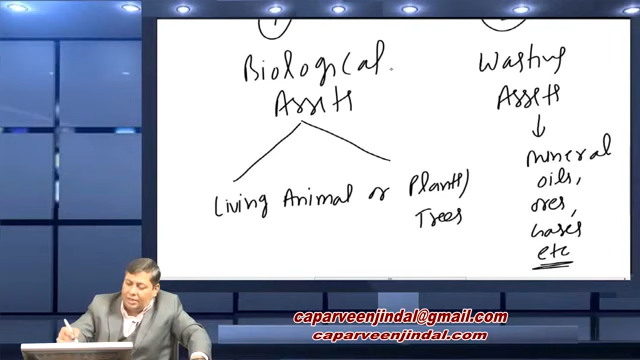 1
Biological Assets
Living Animal or Plants/
Trees
Wasting
Assets
mineral
oils,
ores,
Gases
etc
caparveenjindal@gmail.com
caparveenjindal.com